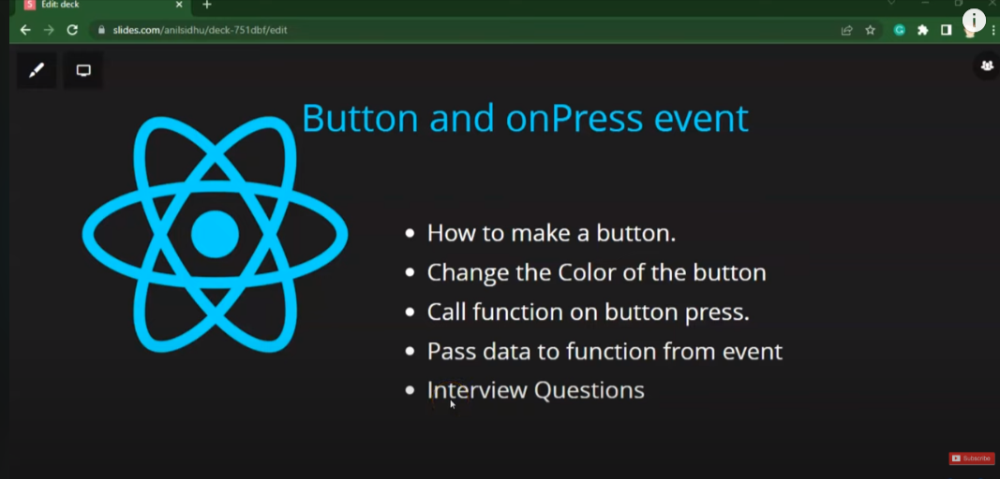 Edit: deck
slides.com/anilsidhu/deck-751dbf/edit
Button and onPress event
How to make a button.
Change the Color of the button
Call function on button press.
Pass data to function from event
Interview Questions
Subscribe